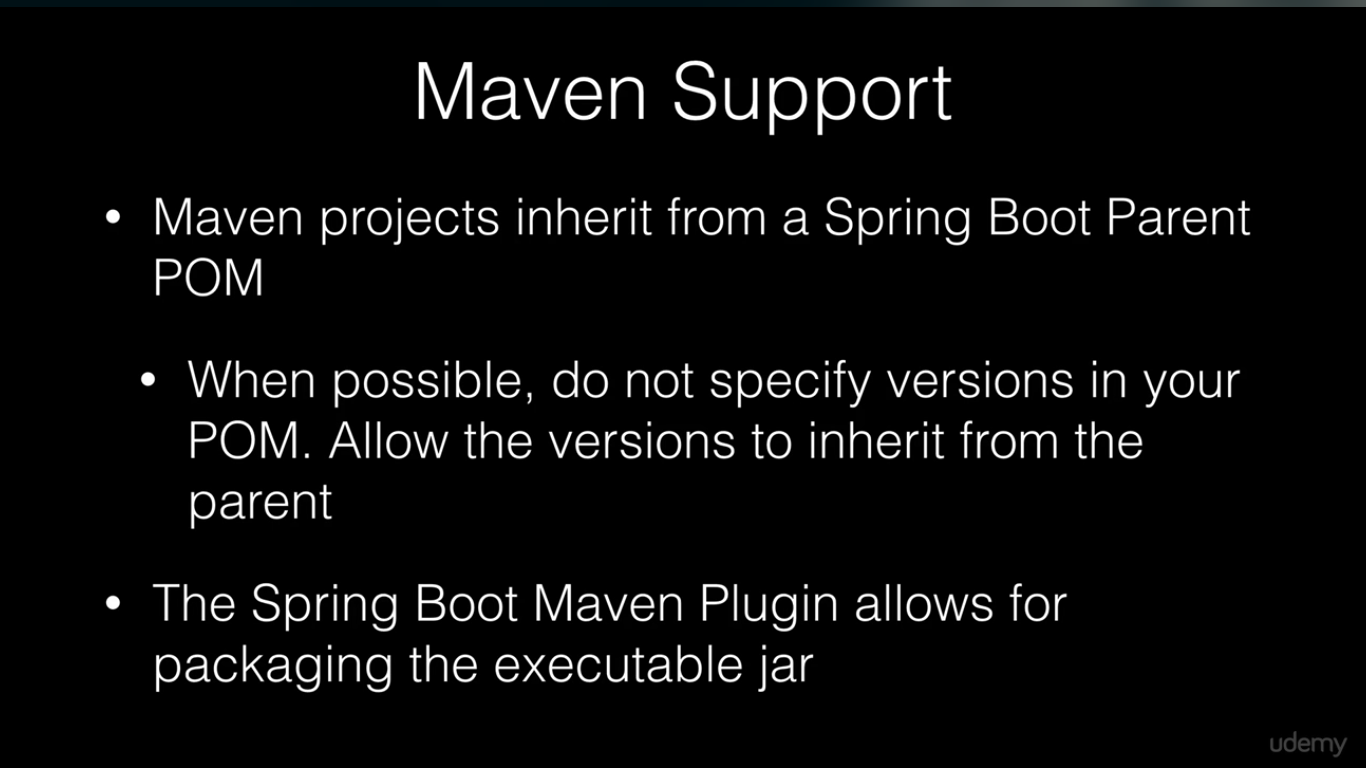 Maven Support
• Maven projects inherit from a Spring Boot Parent
POM
• When possible, do not specify versions in your
POM. Allow the versions to inherit from the
parent
• The Spring Boot Maven Plugin allows for
packaging the executable jar
udemy